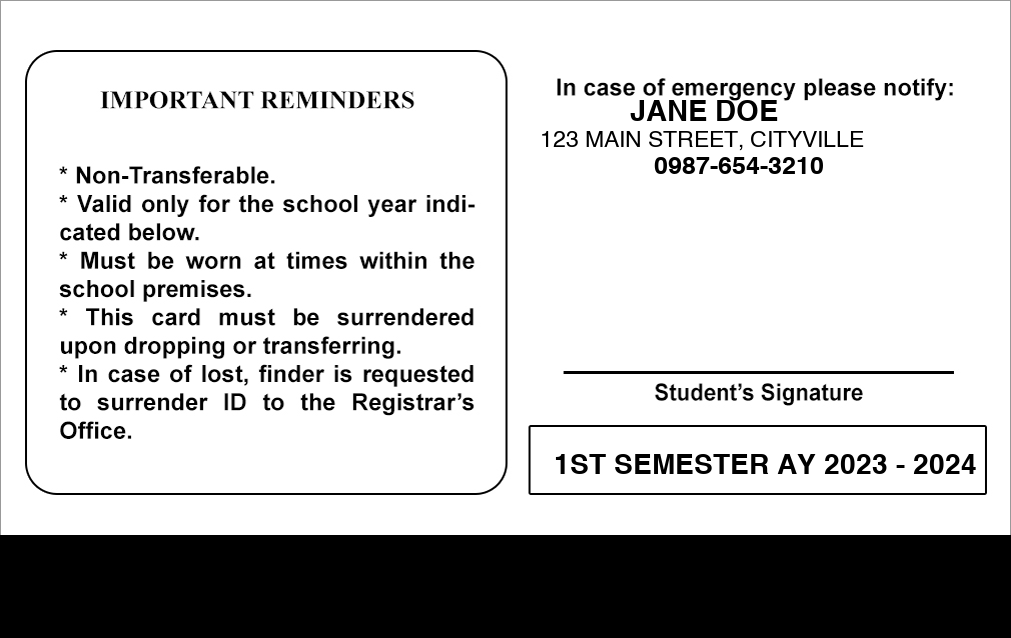 IMPORTANT REMINDERS
* Non-Transferable.
* Valid only for the school year indi-
cated below.
* Must be worn at times within the
school premises.
* This card must be surrendered
upon dropping or transferring.
* In case of lost, finder is requested
to surrender ID to the Registrar’s
Office.
In case of emergency please notify:
JANE DOE
123 MAIN STREET, CITYVILLE
0987-654-3210
Student’s Signature
1ST SEMESTER AY 2023 - 2024